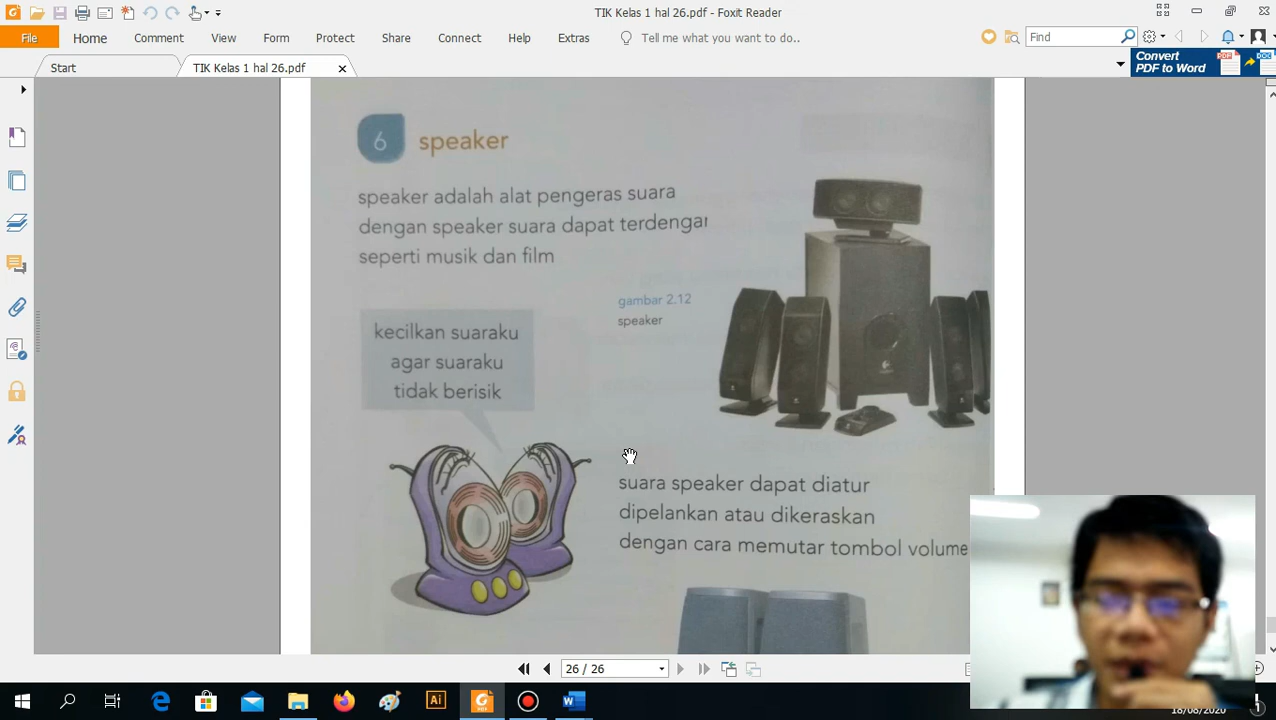 TIK Kelas 1 hal 26.pdf - Foxit Reader
File
Home
Comment
View
Form
Protect
Share
Connect
Help
Extras
Tell me what you want to do..
Find
Start
TIK Kelas 1 hal 26.pdf
Convert
PDF to Word
6 speaker
speaker adalah alat pengeras suara
dengan speaker suara dapat terdengar
seperti musik dan film
gambar 2.12
speaker
kecilkan suaraku
agar suaraku
tidak berisik
suara speaker dapat diatur
dipelankan atau dikeraskan
dengan cara memutar tombol volume
26 / 26
Ai
18/08/2020